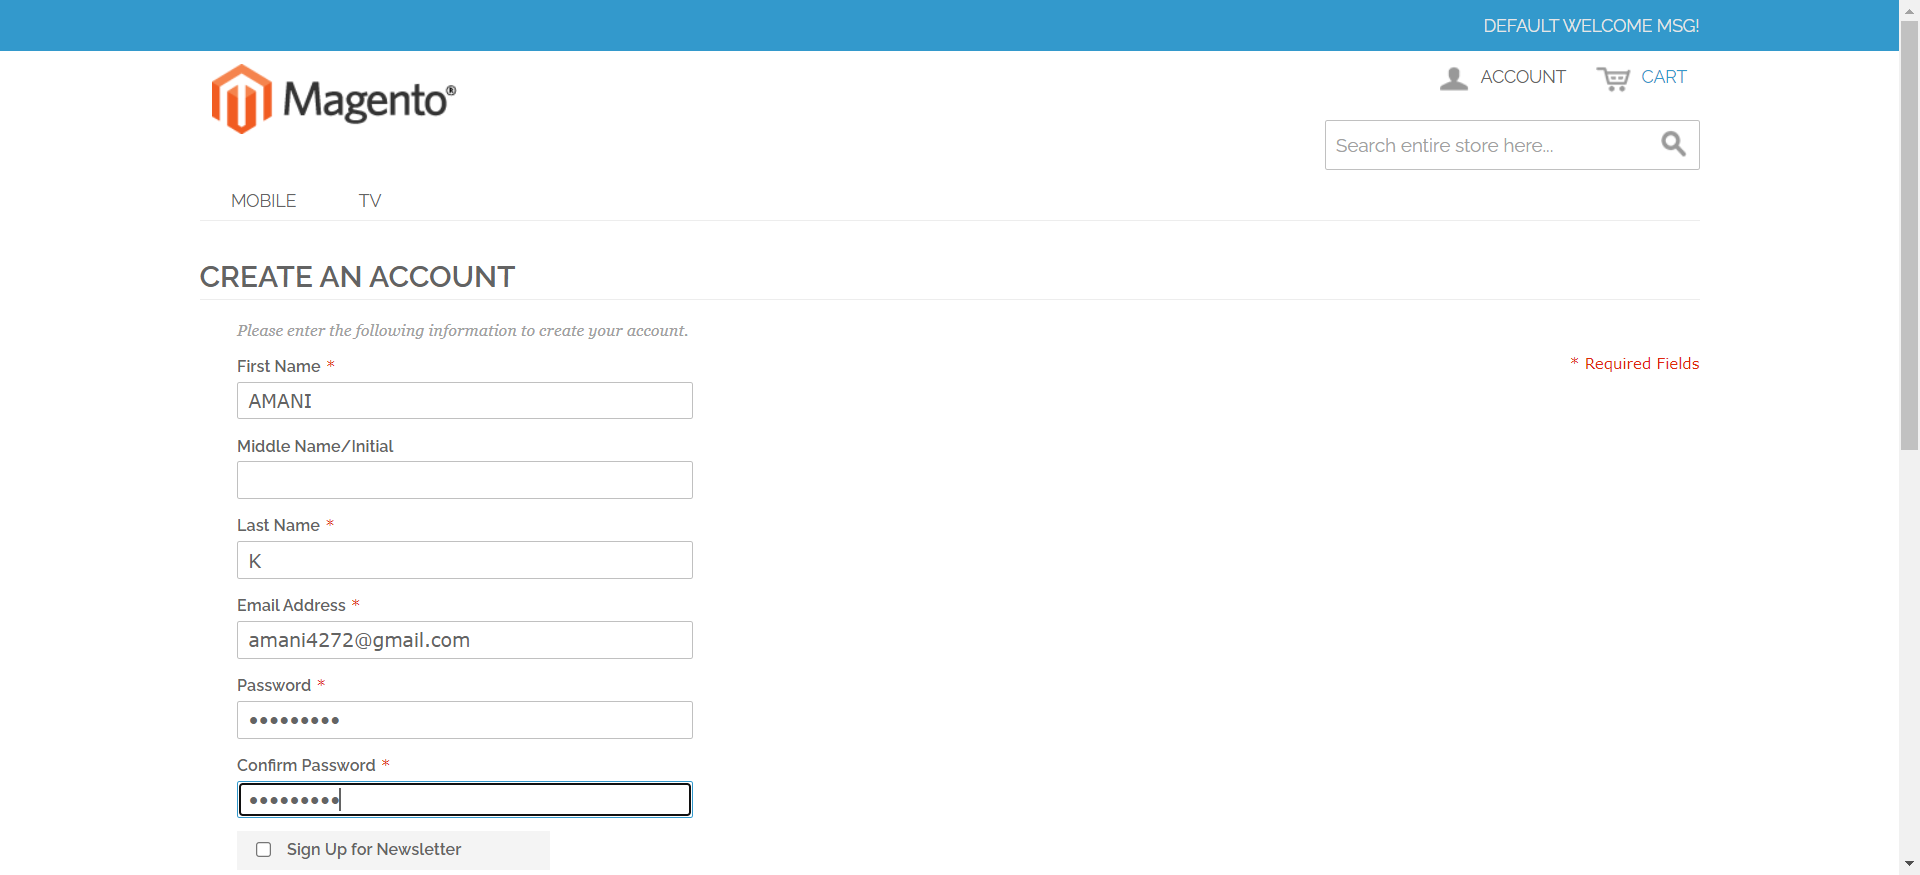 DEFAULT WELCOME MSG!
Magento®
ACCOUNT
CART
Search entire store here...
MOBILE
TV
CREATE AN ACCOUNT
Please enter the following information to create your account.
First Name *
* Required Fields
AMANI
Middle Name/Initial
Last Name *
K
Email Address *
amani4272@gmail.com
Password *
•••••••••
Confirm Password *
•••••••••
Sign Up for Newsletter